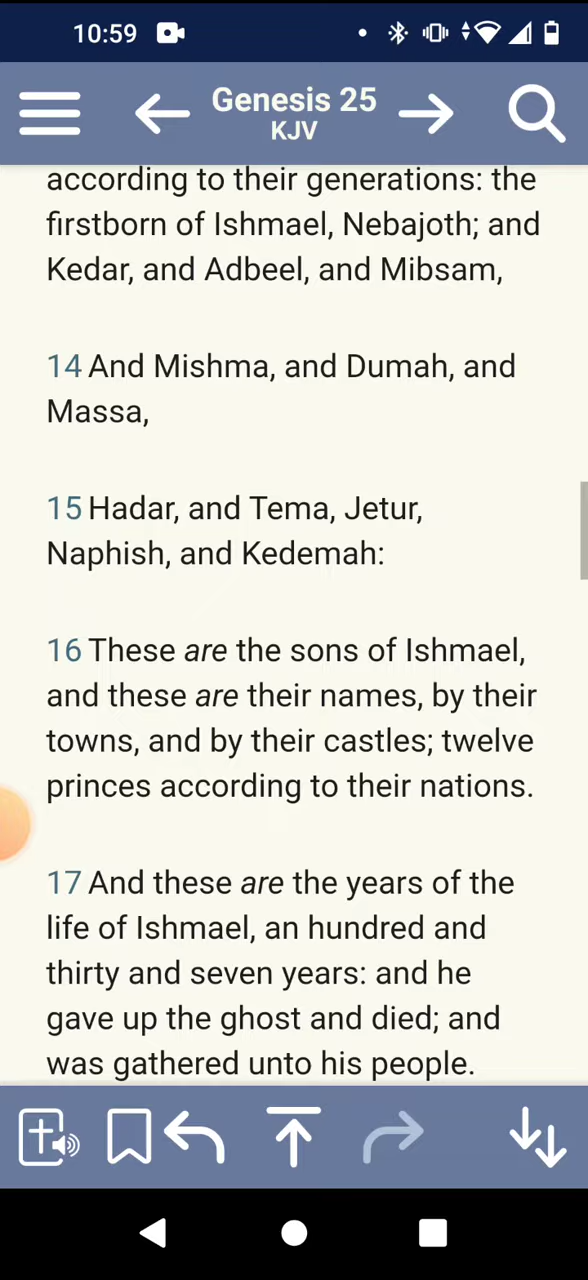 10:59
Genesis 25
KJV
according to their generations: the
firstborn of Ishmael, Nebajoth; and
Kedar, and Adbeel, and Mibsam,
14 And Mishma, and Dumah, and
Massa,
15 Hadar, and Tema, Jetur,
Naphish, and Kedemah:
16 These are the sons of Ishmael,
and these are their names, by their
towns, and by their castles; twelve
princes according to their nations.
17 And these are the years of the
life of Ishmael, an hundred and
thirty and seven years: and he
gave up the ghost and died; and
was gathered unto his people.